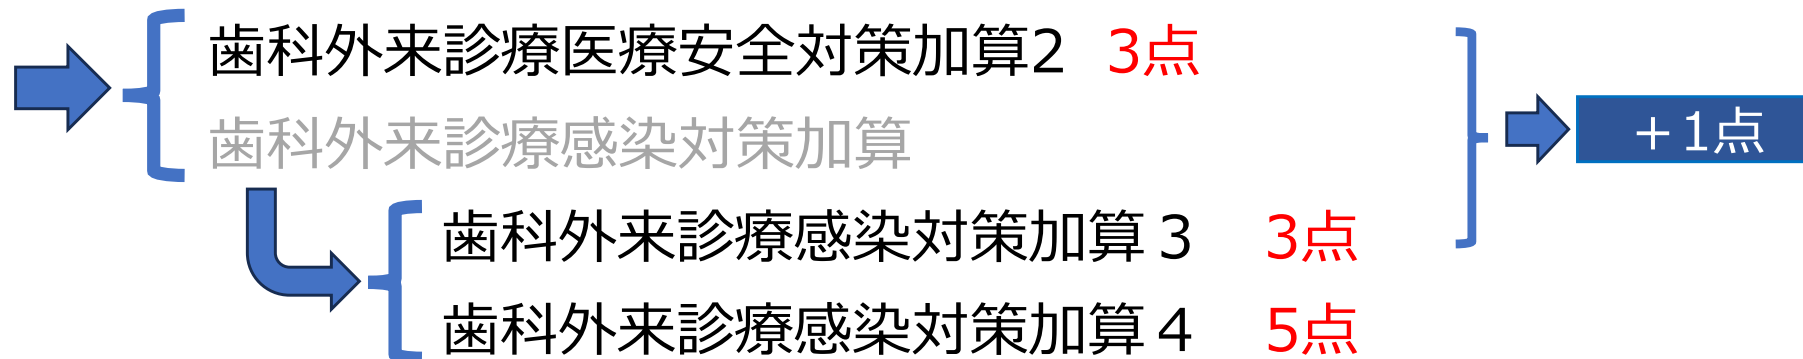 歯科外来診療医療安全対策加算2 3点
歯科外来診療感染対策加算
＋1点
歯科外来診療感染対策加算３ 3点
歯科外来診療感染対策加算４ 5点